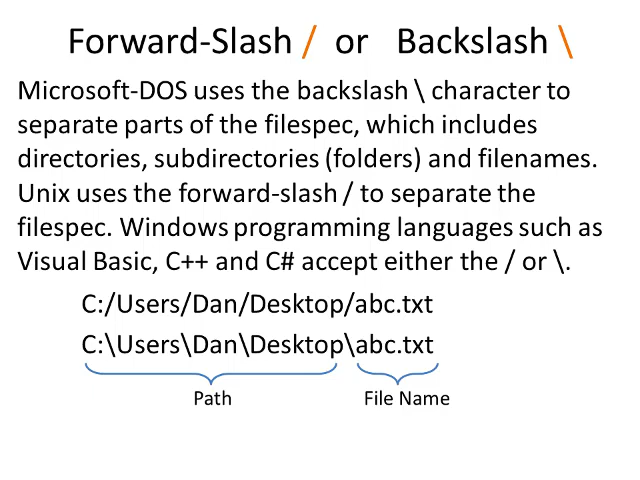 Forward-Slash / or Backslash \
Microsoft-DOS uses the backslash \ character to
separate parts of the filespec, which includes
directories, subdirectories (folders) and filenames.
Unix uses the forward-slash / to separate the
filespec. Windows programming languages such as
Visual Basic, C++ and C# accept either the / or \.
C:/Users/Dan/Desktop/abc.txt
C:\Users\Dan\Desktop\abc.txt
Path File Name